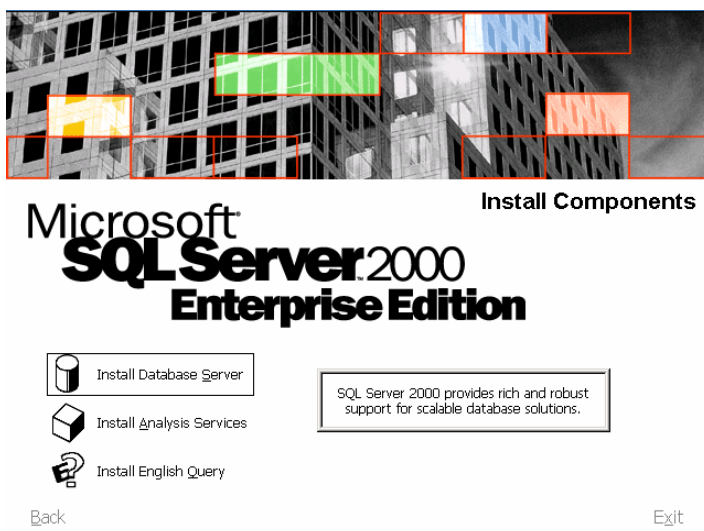 Install Components
Microsoft
SQL Server 2000
Enterprise Edition
Install Database Server
SQL Server 2000 provides rich and robust
support for scalable database solutions.
Install Analysis Services
Install English Query
Back
Exit